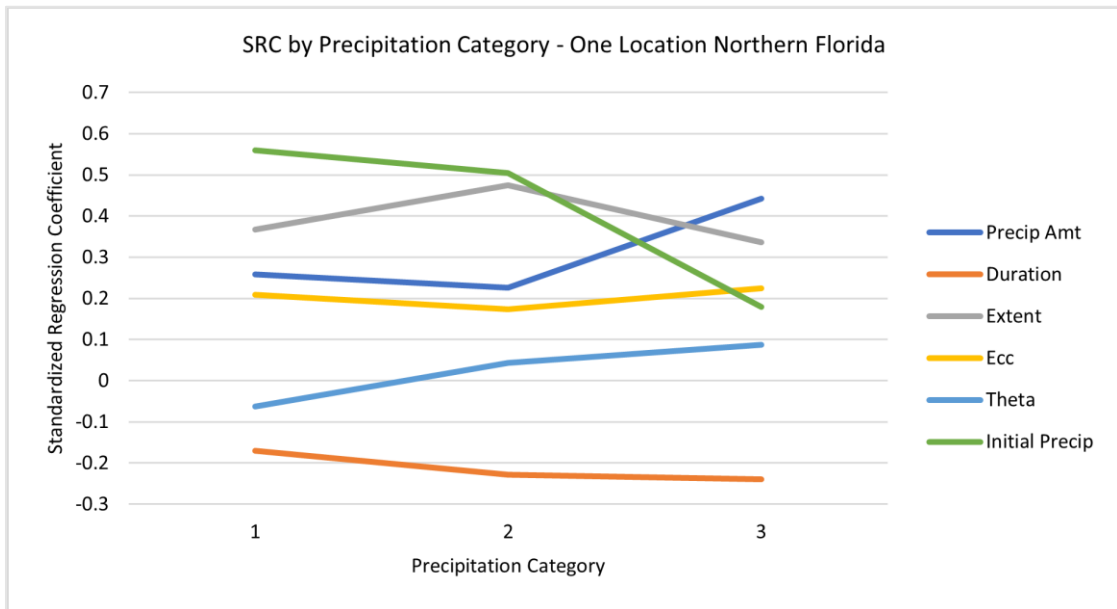 SRC by Precipitation Category - One Location Northern Florida
Standardized Regression Coefficient
0.7
0.6
0.5
0.4
0.3
0.2
0.1
0
-0.1
-0.2
-0.3
1 2 3
Precipitation Category
Precip Amt
Duration
Extent
Ecc
Theta
Initial Precip